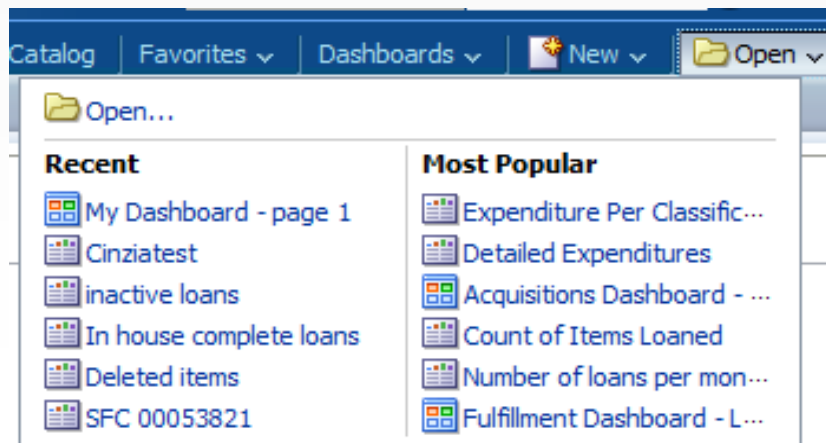 Catalog Favorites Dashboards New Open
Open...
Recent
My Dashboard - page 1
Cinziatest
inactive loans
In house complete loans
Deleted items
SFC 00053821
Most Popular
Expenditure Per Classific...
Detailed Expenditures
Acquisitions Dashboard - ...
Count of Items Loaned
Number of loans per mon...
Fulfillment Dashboard - L...